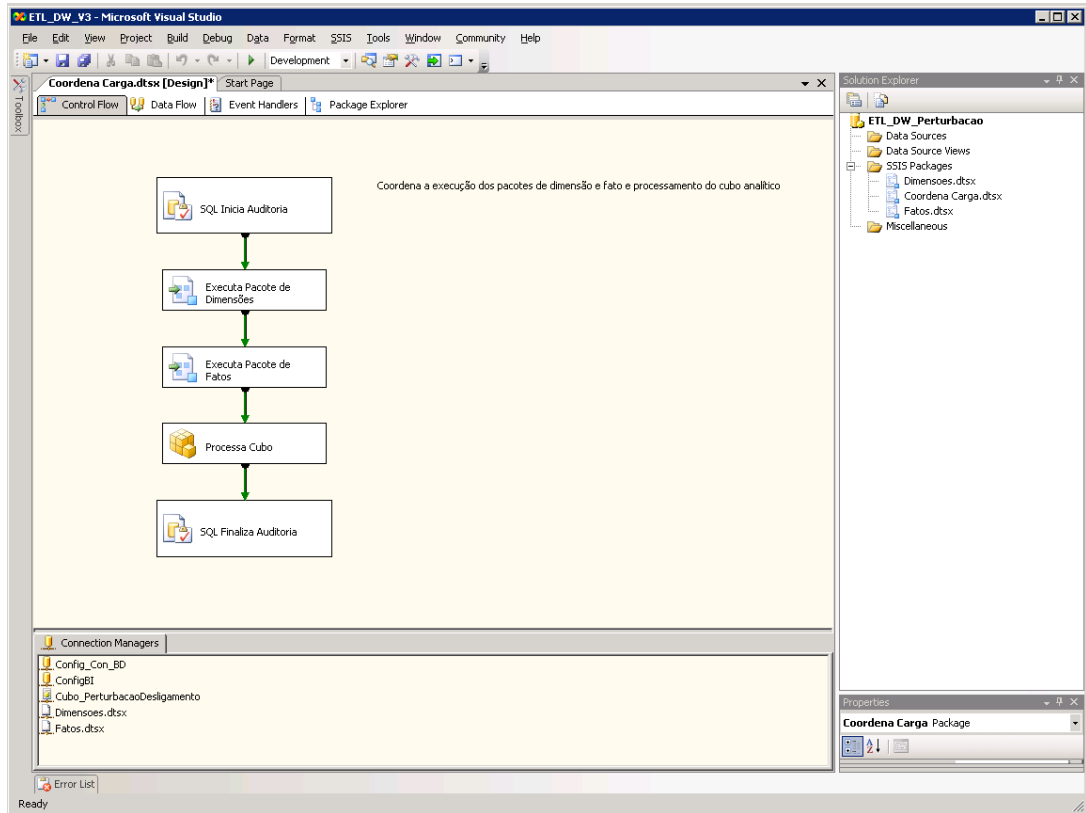 ETL_DW_V3 - Microsoft Visual Studio
File Edit View Project Build Debug Data Format SSIS Tools Window Community Help
Development
Toolbox
Coordena Carga.dtsx [Design]* Start Page
Control Flow Data Flow Event Handlers Package Explorer
Coordena a execução dos pacotes de dimensão e fato e processamento do cubo analítico
SQL Inicia Auditoria
Executa Pacote de
Dimensões
Executa Pacote de
Fatos
Processa Cubo
SQL Finaliza Auditoria
Connection Managers
Config_Con_BD
ConfigBI
Cubo_PerturbacaoDesligamento
Dimensoes.dtsx
Fatos.dtsx
Solution Explorer
ETL_DW_Perturbacao
Data Sources
Data Source Views
SSIS Packages
Dimensoes.dtsx
Coordena Carga.dtsx
Fatos.dtsx
Miscellaneous
Properties
Coordena Carga Package
Error List
Ready